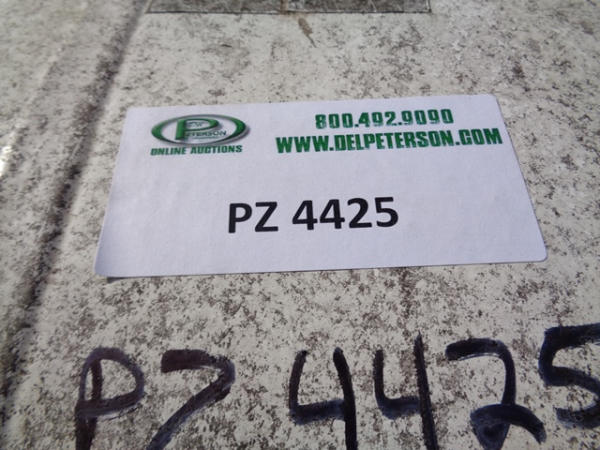 PETERSON
ONLINE AUCTIONS
800.492.9090
WWW.DELPETERSON.COM
PZ 4425
PZ 4425